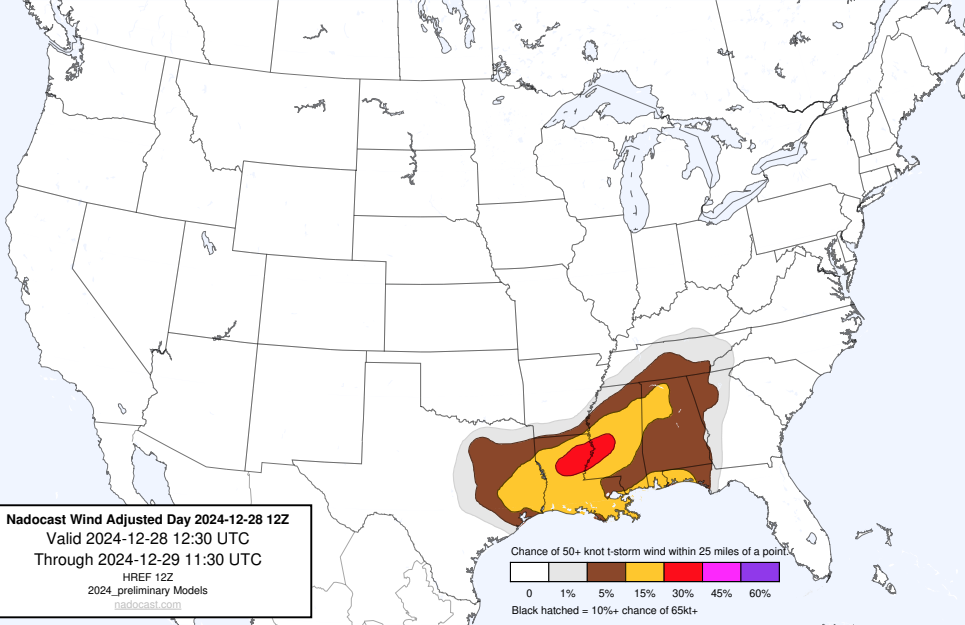 Nadocast Wind Adjusted Day 2024-12-28 12Z
Valid 2024-12-28 12:30 UTC
Through 2024-12-29 11:30 UTC
HREF 12Z
2024_preliminary Models
nadocast.com
Chance of 50+ knot t-storm wind within 25 miles of a point.
0 1% 5% 15% 30% 45% 60%
Black hatched = 10%+ chance of 65kt+